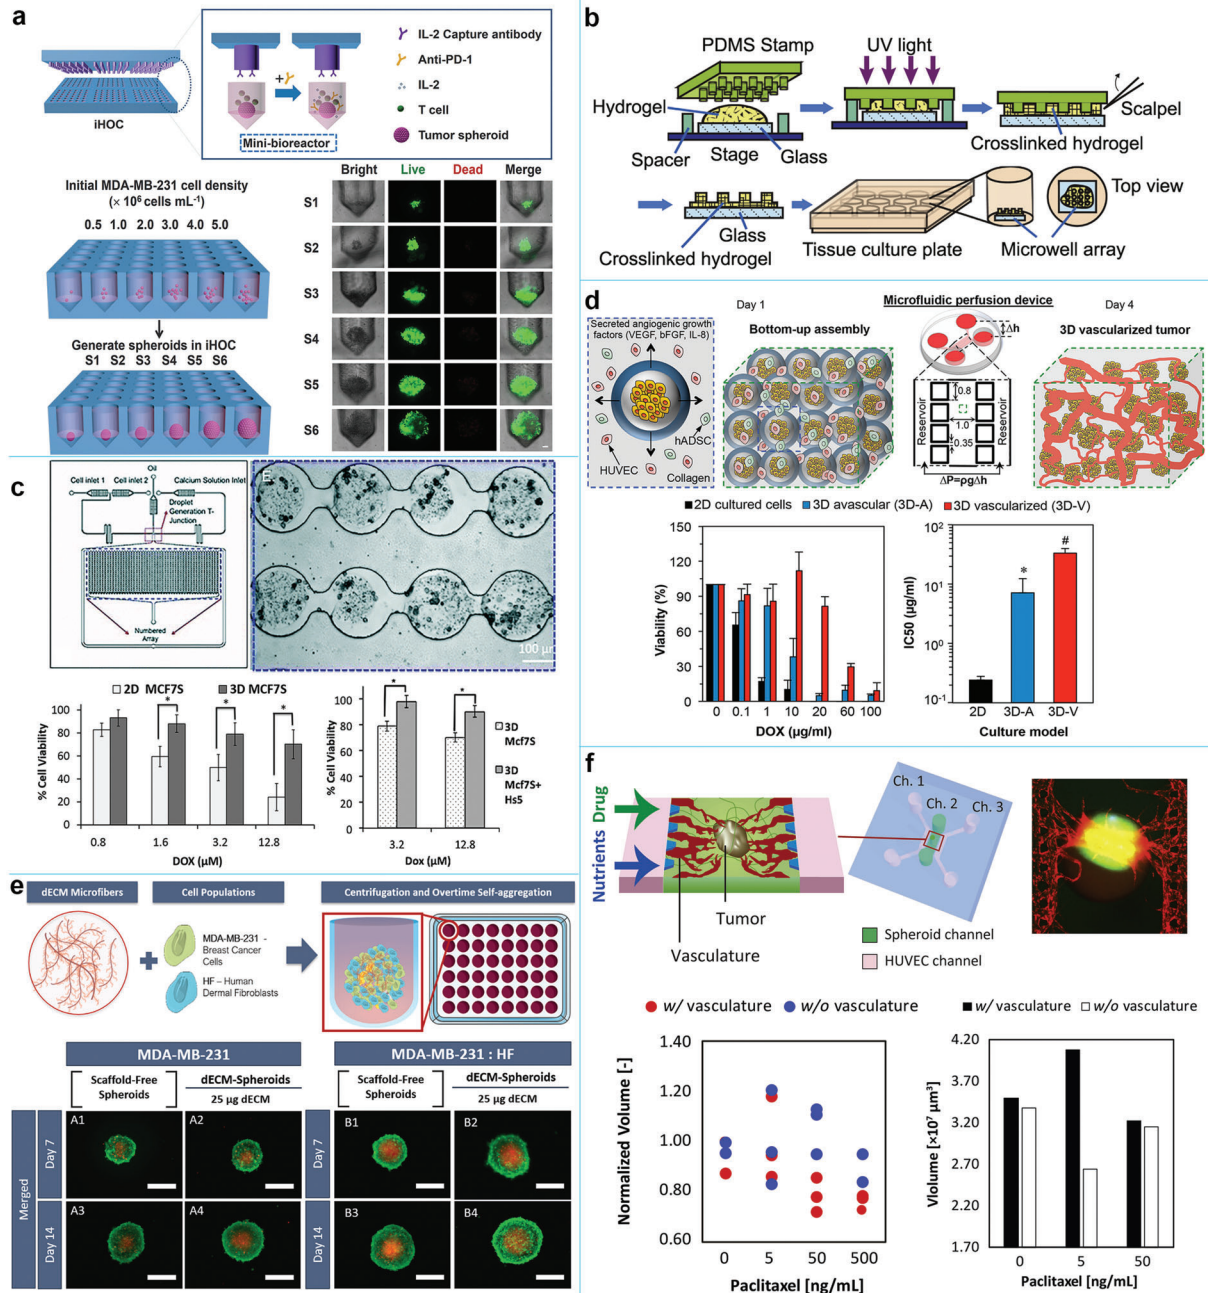 a
IL-2 Capture antibody
Anti-PD-1
IL-2
T cell
Tumor spheroid
+
iHOC
Mini-bioreactor
Initial MDA-MB-231 cell density
(× 10⁶ cells mL⁻¹)
0.5 1.0 2.0 3.0 4.0 5.0
Generate spheroids in iHOC
S1 S2 S3 S4 S5 S6
Bright Live Dead Merge
S1
S2
S3
S4
S5
S6
b
PDMS Stamp
UV light
Hydrogel
Scalpel
Spacer
Stage
Glass
Crosslinked hydrogel
Top view
Glass
Crosslinked hydrogel
Tissue culture plate
Microwell array
c
Oil
Cell inlet 1 Cell inlet 2 Calcium Solution Inlet
Droplet
Generation T-
Junction
Numbered
Array
E
100 µm
2D MCF7S 3D MCF7S
% Cell Viability
100
80
60
40
20
0
* * *
0.8 1.6 3.2 12.8
DOX (µM)
% Cell Viability
100
80
60
40
20
0
* *
3.2 12.8
Dox (µM)
3D
Mcf7S
3D
Mcf7S+
Hs5
d
Day 1
Microfluidic perfusion device
Day 4
Secreted angiogenic growth
factors (VEGF, bFGF, IL-8)
Bottom-up assembly
3D vascularized tumor
Δh
hADSC
HUVEC
Collagen
Reservoir
0.8
1.0
0.35
Reservoir
ΔP=ρgΔh
2D cultured cells 3D avascular (3D-A) 3D vascularized (3D-V)
Viability (%)
150
120
90
60
30
0
0 0.1 1 10 20 60 100
DOX (µg/ml)
IC50 (µg/ml)
10²
10¹
10⁰
10⁻¹
*
#
2D 3D-A 3D-V
Culture model
e
dECM Microfibers
Cell Populations
Centrifugation and Overtime Self-aggregation
MDA-MB-231 -
Breast Cancer
Cells
HF – Human
Dermal Fibroblasts
MDA-MB-231
MDA-MB-231 : HF
Scaffold-Free
Spheroids
dECM-Spheroids
25 µg dECM
Scaffold-Free
Spheroids
dECM-Spheroids
25 µg dECM
Merged
Day 7
A1 A2
Day 7
B1 B2
Day 14
A3 A4
Day 14
B3 B4
f
Drug
Nutrients
Tumor
Vasculature
Ch. 1
Ch. 2
Ch. 3
Spheroid channel
HUVEC channel
w/ vasculature w/o vasculature
Normalized Volume [-]
1.40
1.20
1.00
0.80
0.60
0 5 50 500
Paclitaxel [ng/mL]
w/ vasculature w/o vasculature
Vlolume [×10⁷ µm³]
4.20
3.70
3.20
2.70
2.20
1.70
0 5 50
Paclitaxel [ng/mL]